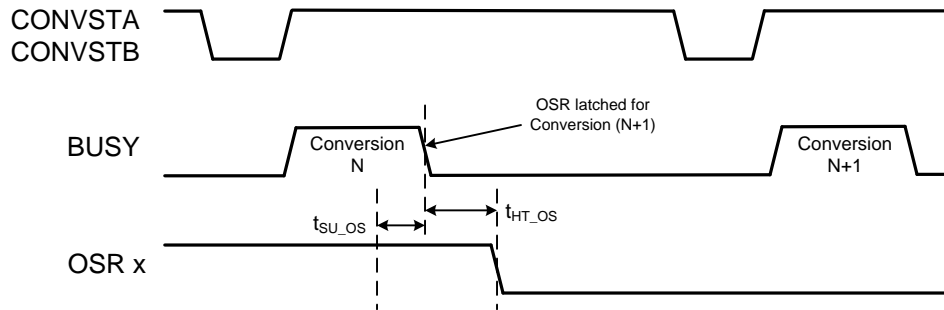 CONVSTA
CONVSTB
OSR latched for
Conversion (N+1)
BUSY
Conversion
N
Conversion
N+1
tSU_OS
tHT_OS
OSR x